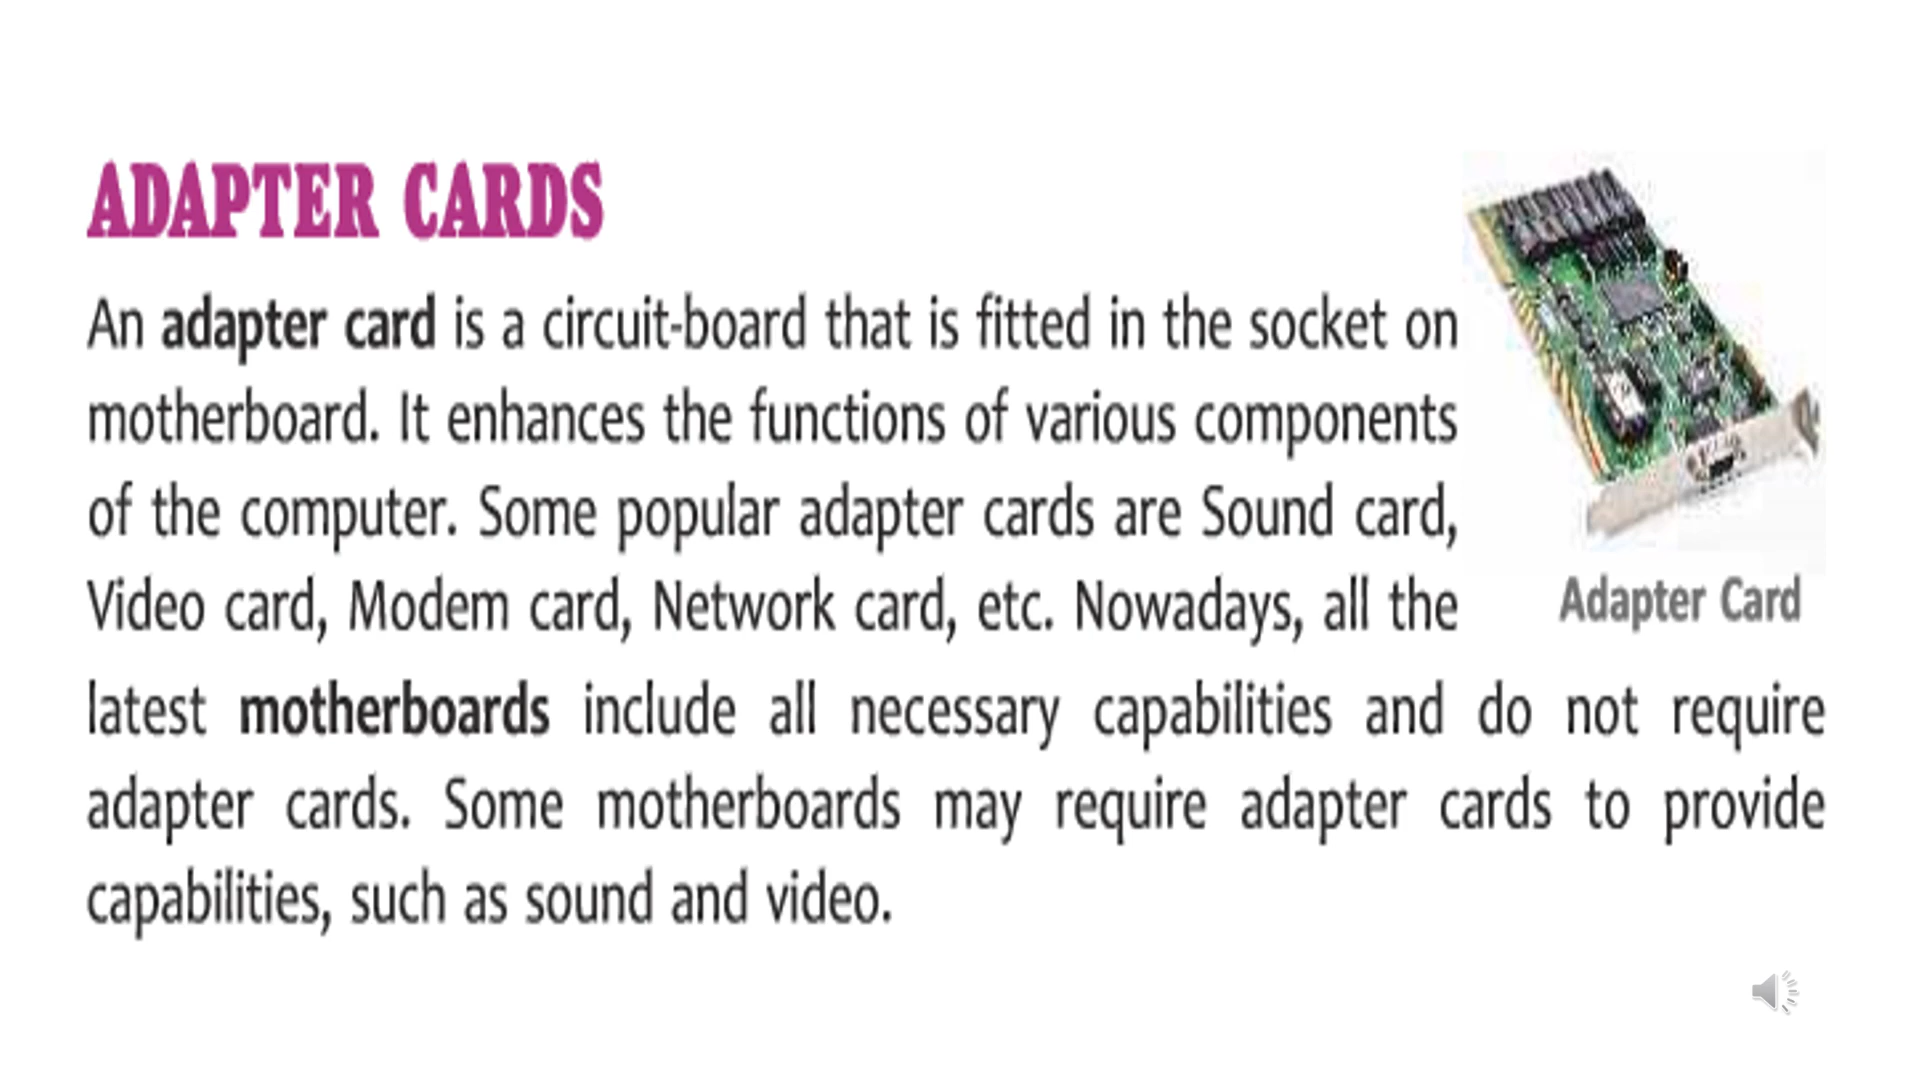 ADAPTER CARDS
An adapter card is a circuit-board that is fitted in the socket on
motherboard. It enhances the functions of various components
of the computer. Some popular adapter cards are Sound card,
Video card, Modem card, Network card, etc. Nowadays, all the
latest motherboards include all necessary capabilities and do not require
adapter cards. Some motherboards may require adapter cards to provide
capabilities, such as sound and video.
Adapter Card